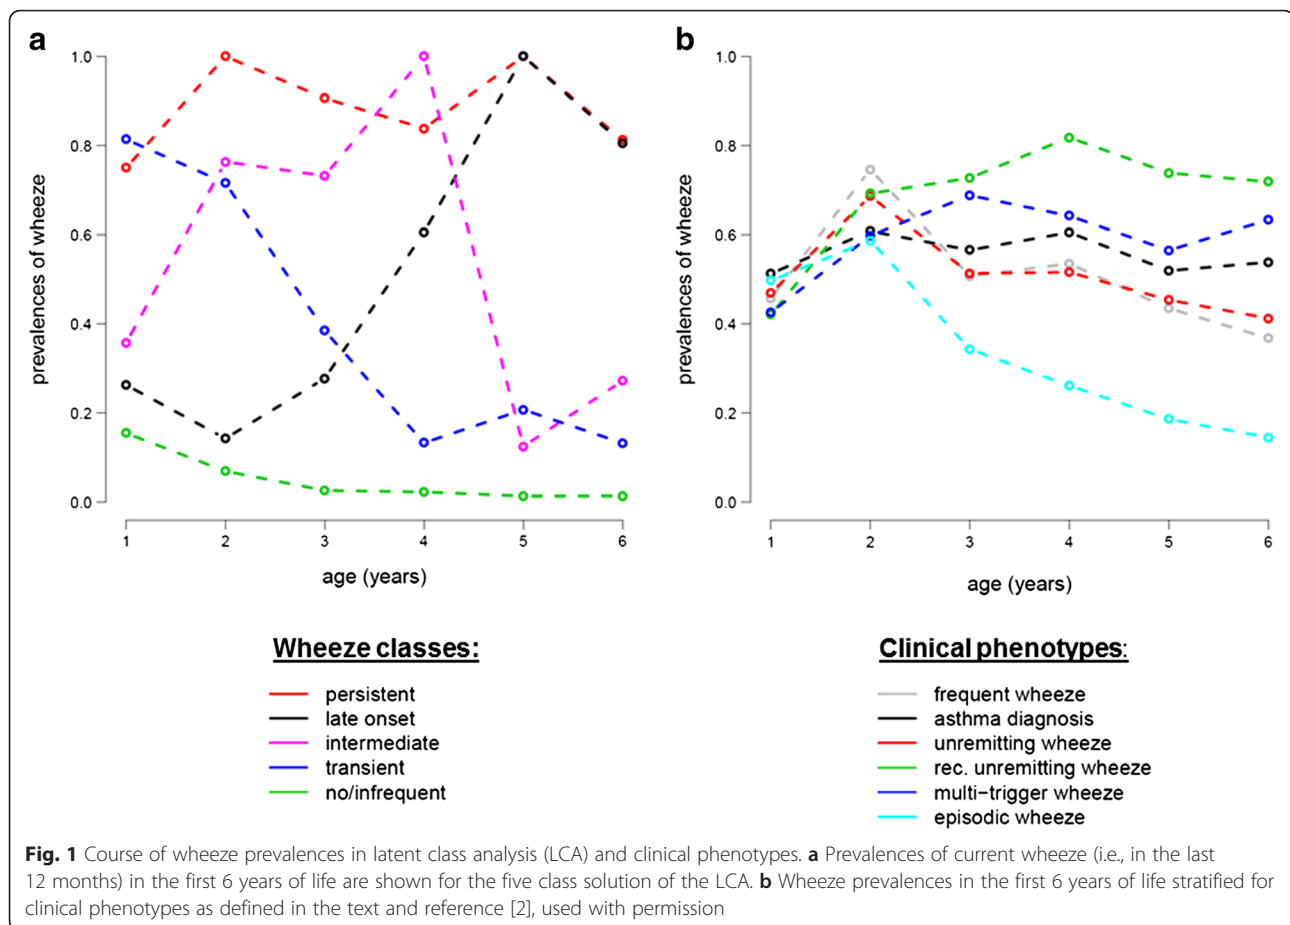 a
prevalences of wheeze
1.0
0.8
0.6
0.4
0.2
0.0
1 2 3 4 5 6
age (years)
Wheeze classes:
persistent
late onset
intermediate
transient
no/infrequent
b
prevalences of wheeze
1.0
0.8
0.6
0.4
0.2
0.0
1 2 3 4 5 6
age (years)
Clinical phenotypes:
frequent wheeze
asthma diagnosis
unremitting wheeze
rec. unremitting wheeze
multi−trigger wheeze
episodic wheeze
Fig. 1 Course of wheeze prevalences in latent class analysis (LCA) and clinical phenotypes. a Prevalences of current wheeze (i.e., in the last
12 months) in the first 6 years of life are shown for the five class solution of the LCA. b Wheeze prevalences in the first 6 years of life stratified for
clinical phenotypes as defined in the text and reference [2], used with permission